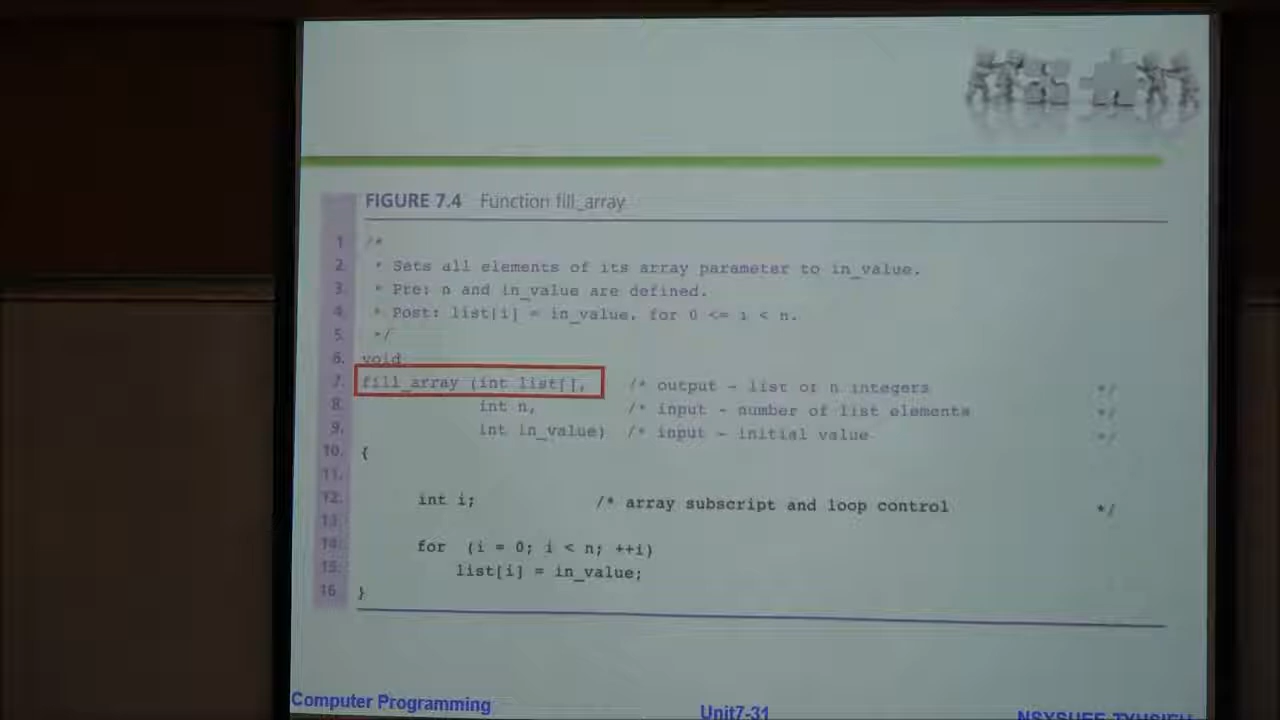 FIGURE 7.4 Function fill_array
1. /*
2. * Sets all elements of its array parameter to in_value.
3. * Pre: n and in_value are defined.
4. * Post: list[i] = in_value, for 0 <= i < n.
5. */
6. void
7. fill_array (int list[], /* output - list of n integers */
8. int n, /* input - number of list elements */
9. int in_value) /* input - initial value */
10. {
11.
12. int i; /* array subscript and loop control */
13.
14. for (i = 0; i < n; ++i)
15. list[i] = in_value;
16. }
Computer Programming Unit7-31